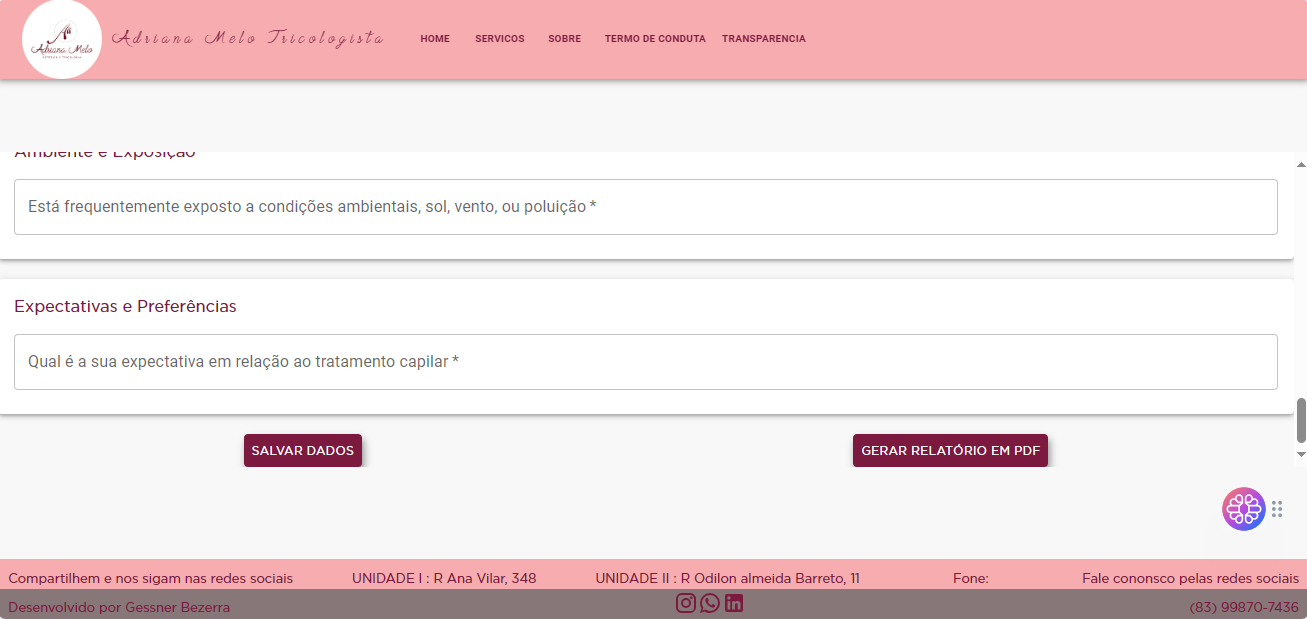 Adriana Melo
Adriana Melo Tricologista
HOME SERVICOS SOBRE TERMO DE CONDUTA TRANSPARENCIA
Ambiente e Exposição
Está frequentemente exposto a condições ambientais, sol, vento, ou poluição *
Expectativas e Preferências
Qual é a sua expectativa em relação ao tratamento capilar *
SALVAR DADOS GERAR RELATÓRIO EM PDF
Compartilhem e nos sigam nas redes sociais UNIDADE I : R Ana Vilar, 348 UNIDADE II : R Odilon almeida Barreto, 11 Fone: Fale cononsco pelas redes sociais
Desenvolvido por Gessner Bezerra (83) 99870-7436